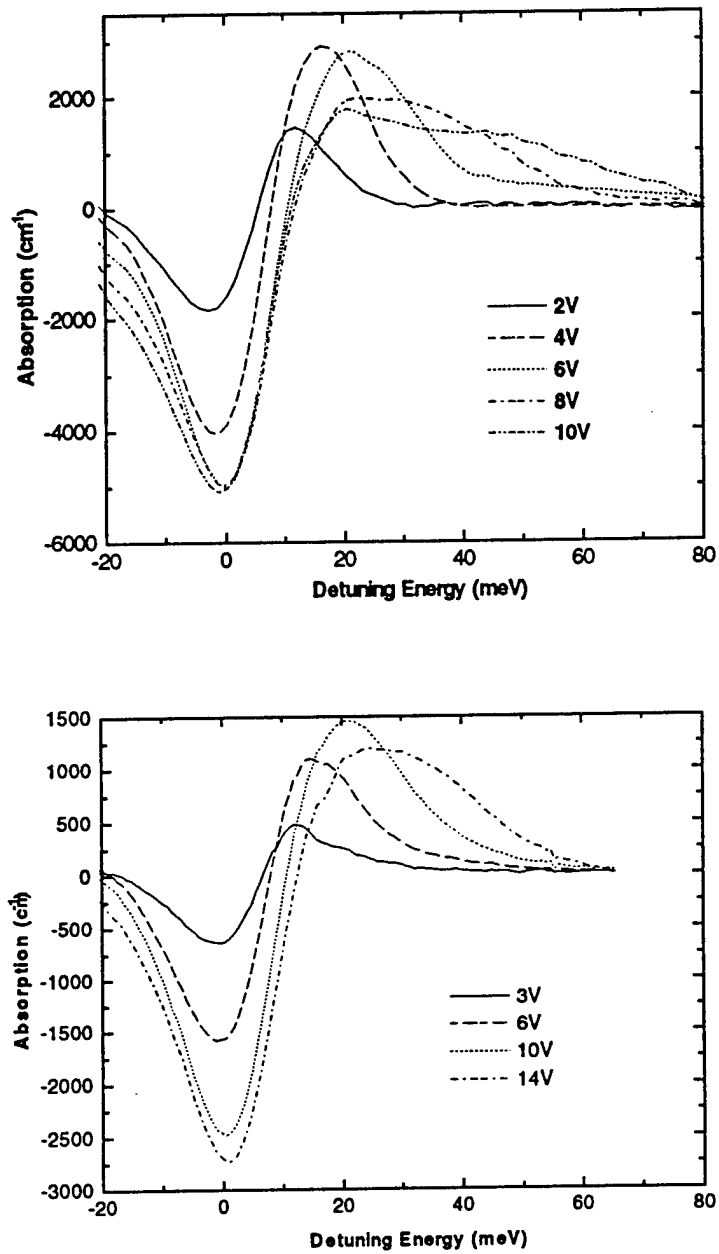 2000
0
-2000
-4000
-6000
Absorption (cm-1)
2V
4V
6V
8V
10V
-20 0 20 40 60 80
Detuning Energy (meV)
1500
1000
500
0
-500
-1000
-1500
-2000
-2500
-3000
Absorption (cm-1)
3V
6V
10V
14V
-20 0 20 40 60 80
Detuning Energy (meV)